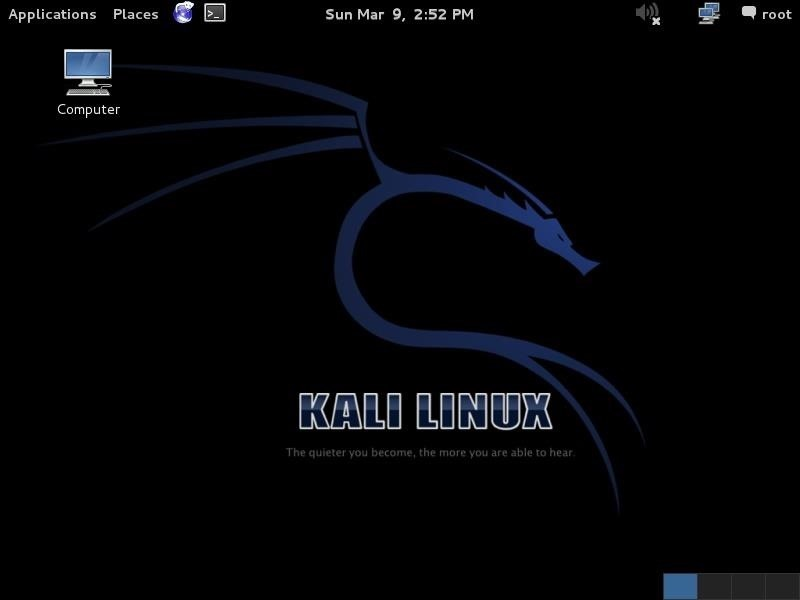 Applications Places Sun Mar 9, 2:52 PM root
Computer
KALI LINUX
The quieter you become, the more you are able to hear.